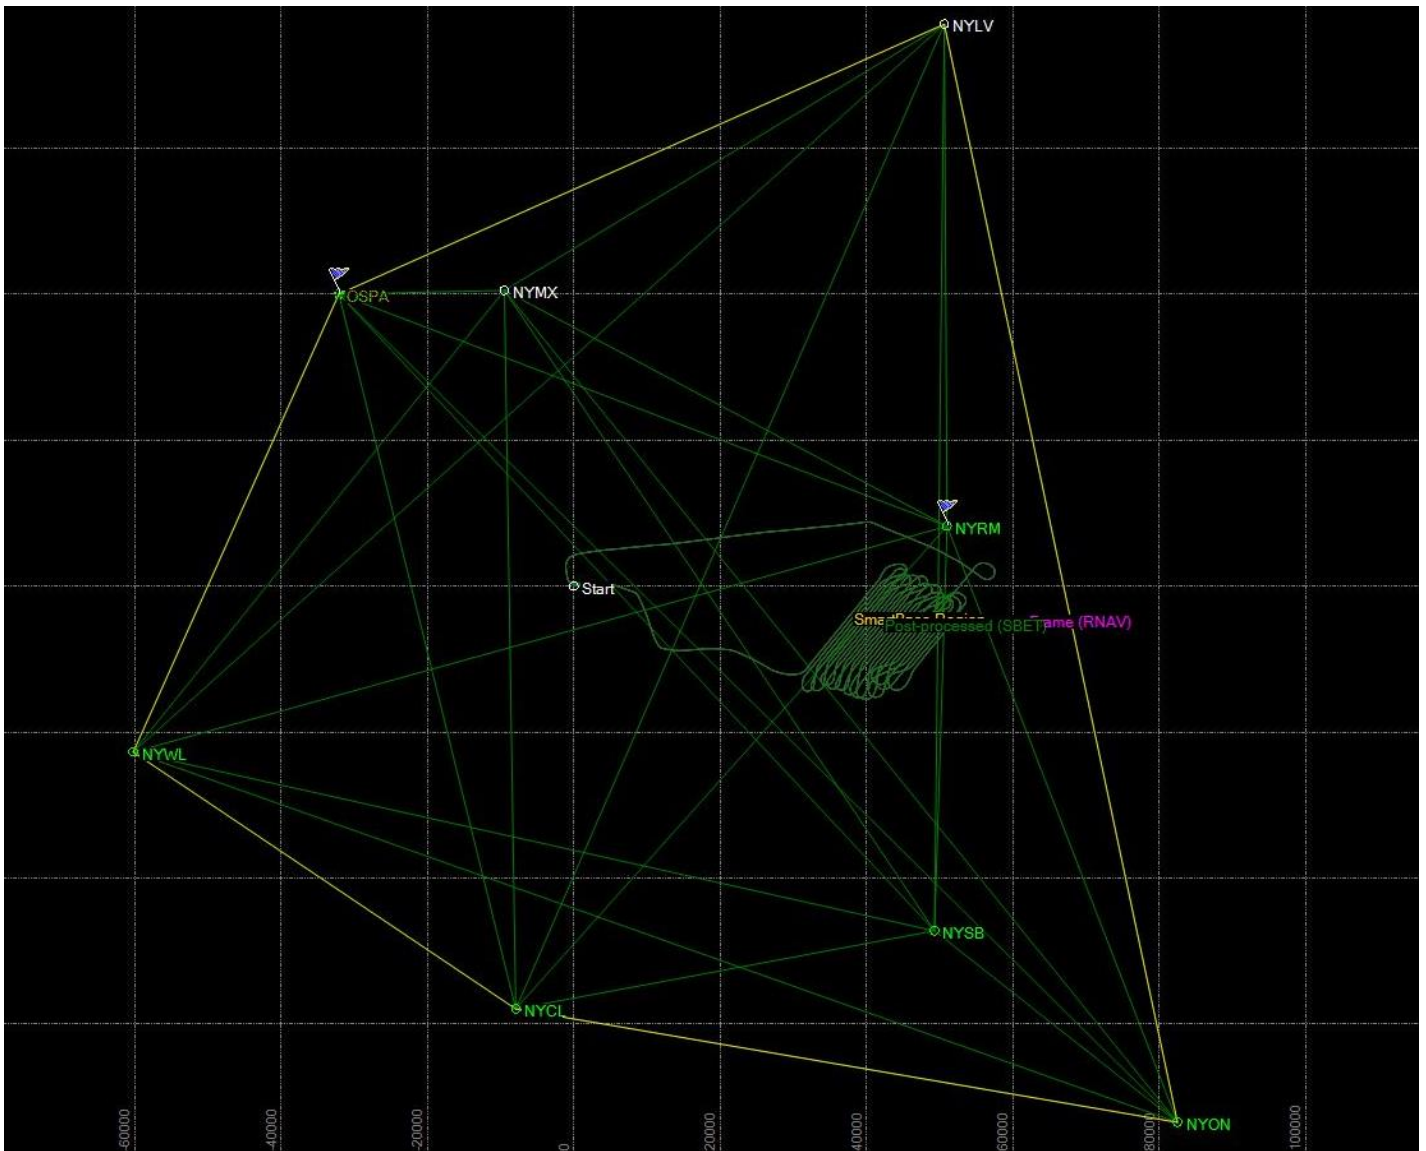 NYLV
OSPA
NYMX
NYRM
Start
Post-processed (SBET)
Frame (RNAV)
NYWL
NYSB
NYCL
NYON
-60000
-40000
-20000
0
20000
40000
60000
80000
100000